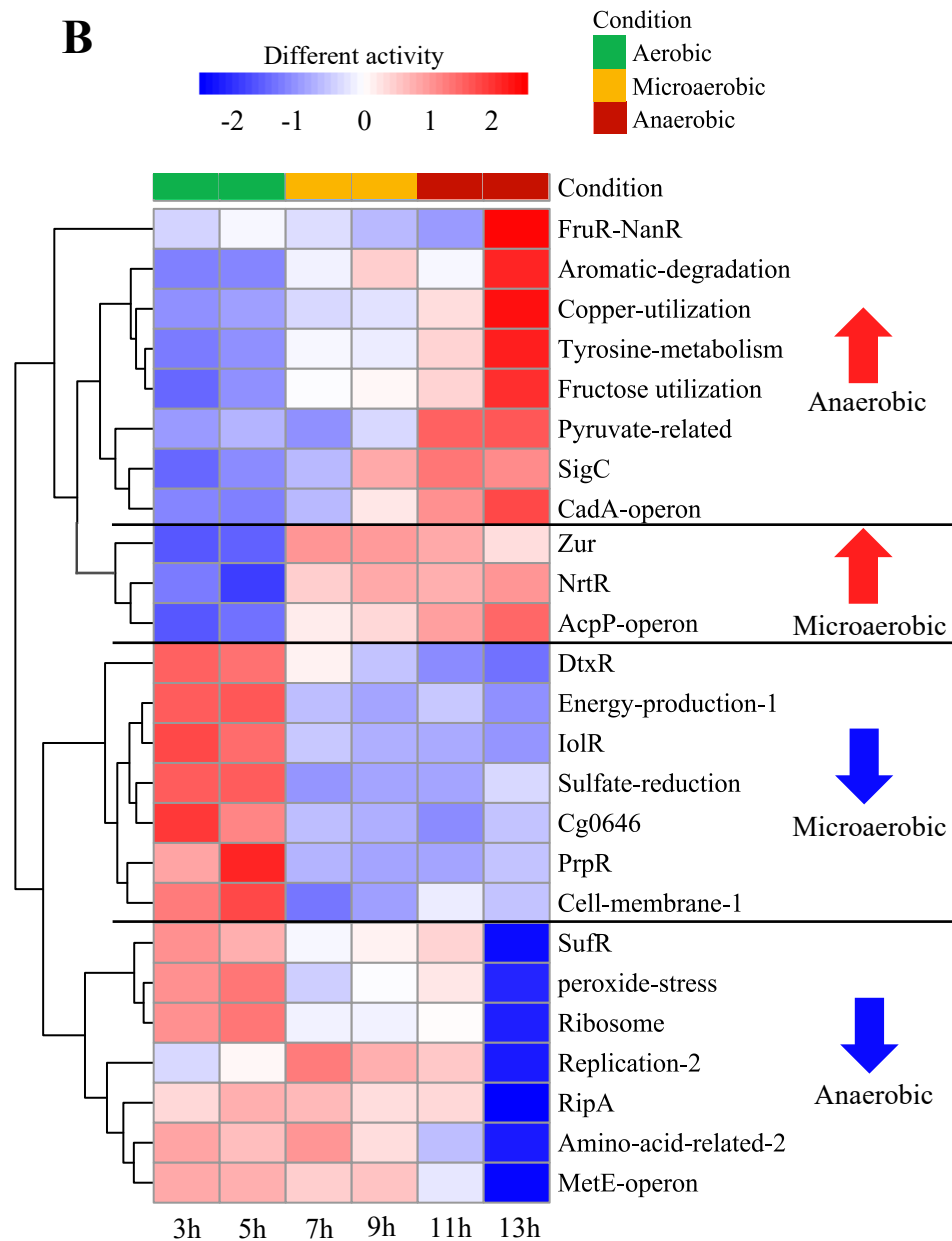 B
Different activity
-2 -1 0 1 2
Condition
Aerobic
Microaerobic
Anaerobic
Condition
FruR-NanR
Aromatic-degradation
Copper-utilization
Tyrosine-metabolism
Fructose utilization
Pyruvate-related
SigC
CadA-operon
Anaerobic
Zur
NrtR
AcpP-operon
Microaerobic
DtxR
Energy-production-1
IolR
Sulfate-reduction
Cg0646
PrpR
Cell-membrane-1
Microaerobic
SufR
peroxide-stress
Ribosome
Replication-2
RipA
Amino-acid-related-2
MetE-operon
Anaerobic
3h 5h 7h 9h 11h 13h